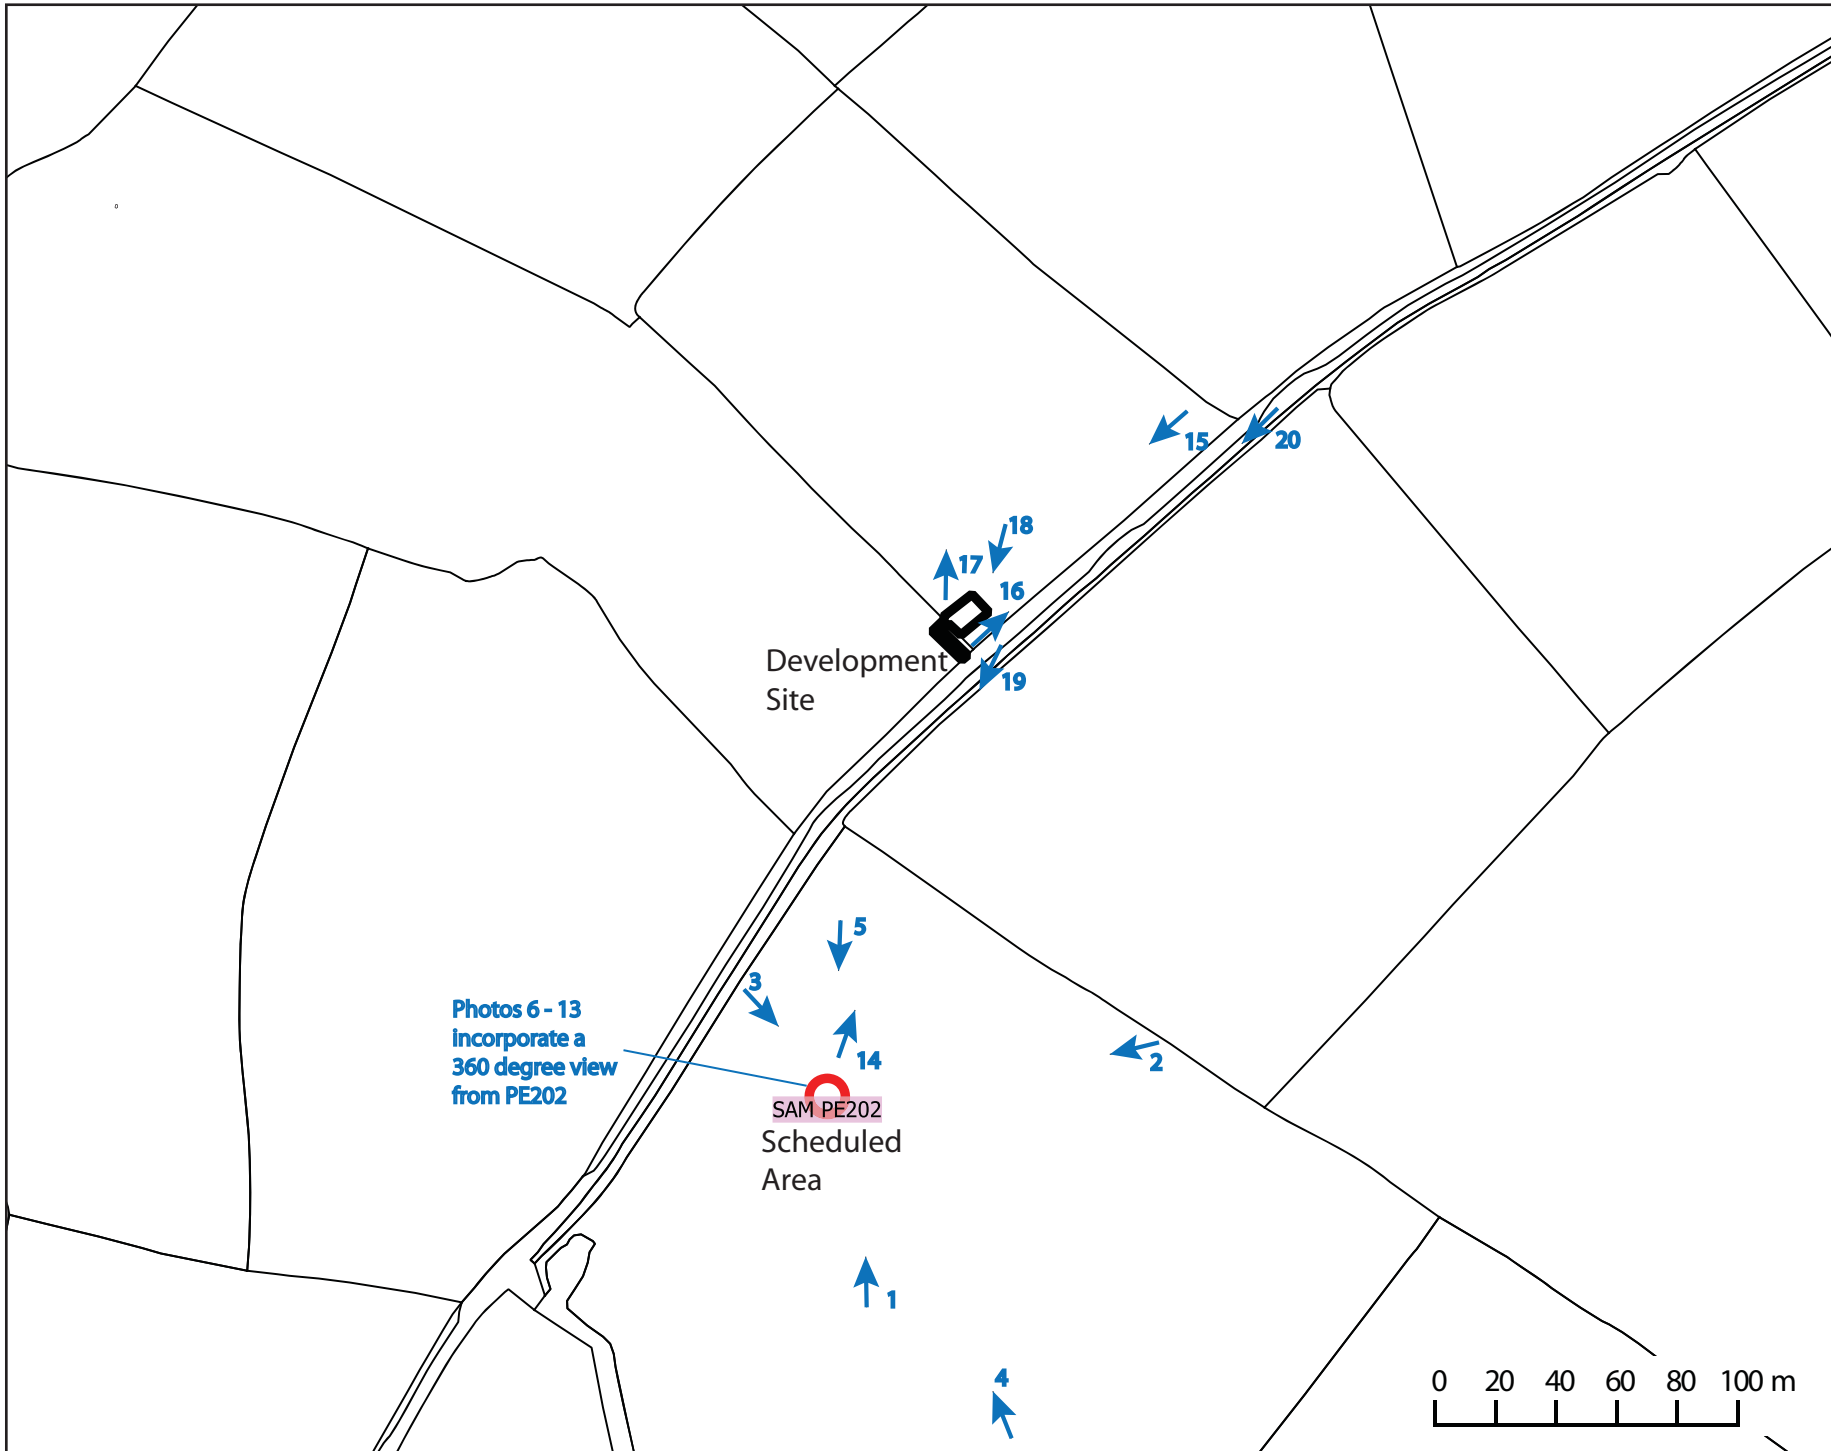 15
20
18
17
16
Development
Site
19
5
3
Photos 6 - 13
incorporate a
360 degree view
from PE202
14
2
SAM PE202
Scheduled
Area
1
4
0 20 40 60 80 100 m